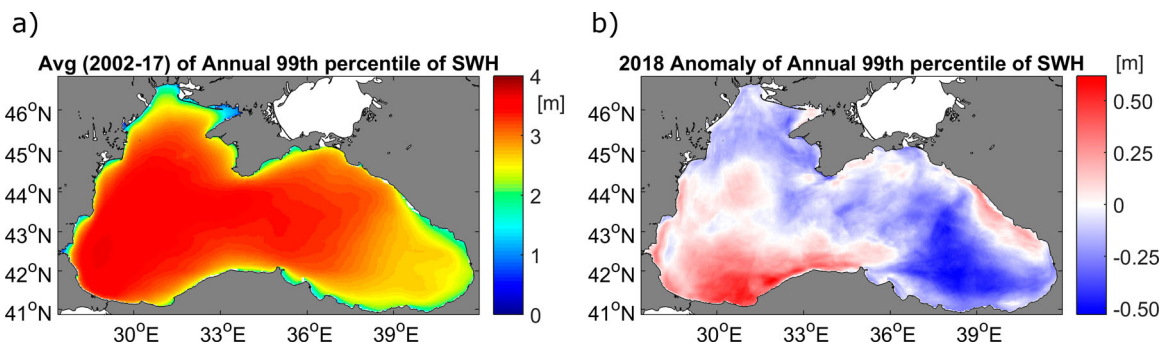 a)
Avg (2002-17) of Annual 99th percentile of SWH
46°N
45°N
44°N
43°N
42°N
41°N
30°E 33°E 36°E 39°E
4
[m]
3
2
1
0
b)
2018 Anomaly of Annual 99th percentile of SWH
[m]
46°N
45°N
44°N
43°N
42°N
41°N
30°E 33°E 36°E 39°E
0.50
0.25
0
-0.25
-0.50